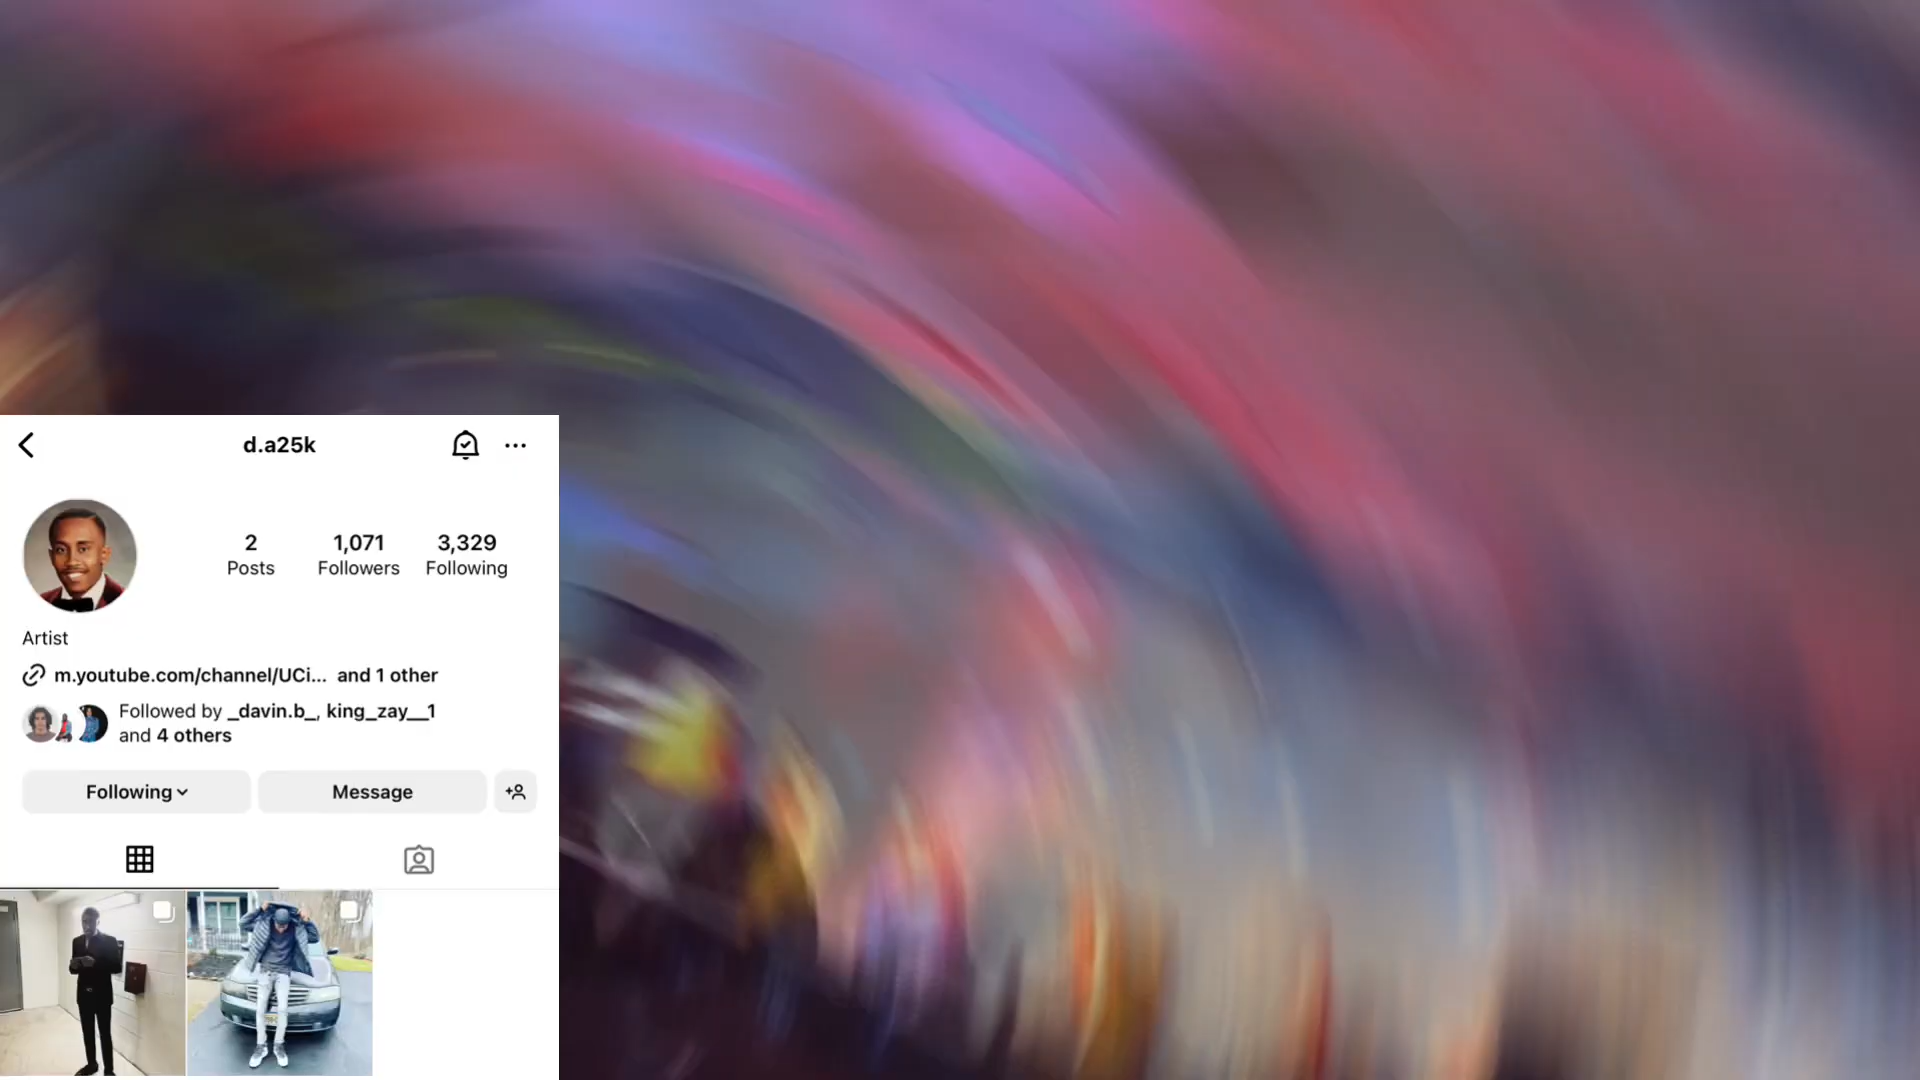 d.a25k
2 1,071 3,329
Posts Followers Following
Artist
m.youtube.com/channel/UCi... and 1 other
Followed by _davin.b_, king_zay__1
and 4 others
Following Message